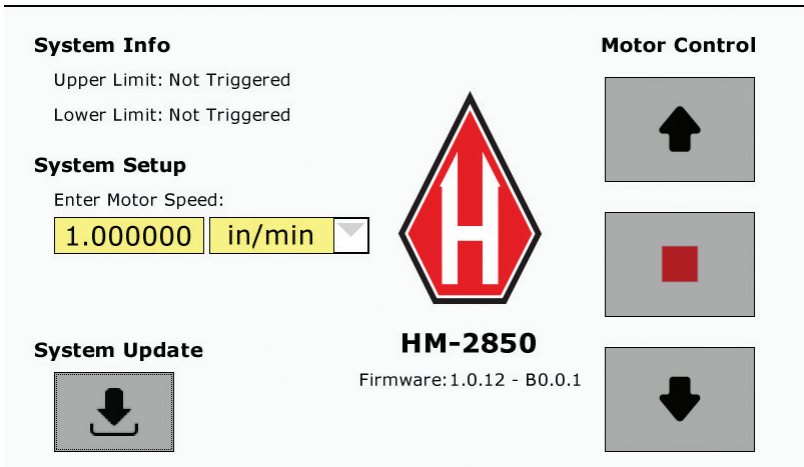 System Info
Upper Limit: Not Triggered
Lower Limit: Not Triggered
System Setup
Enter Motor Speed:
1.000000 in/min
System Update
H
HM-2850
Firmware:1.0.12 - B0.0.1
Motor Control